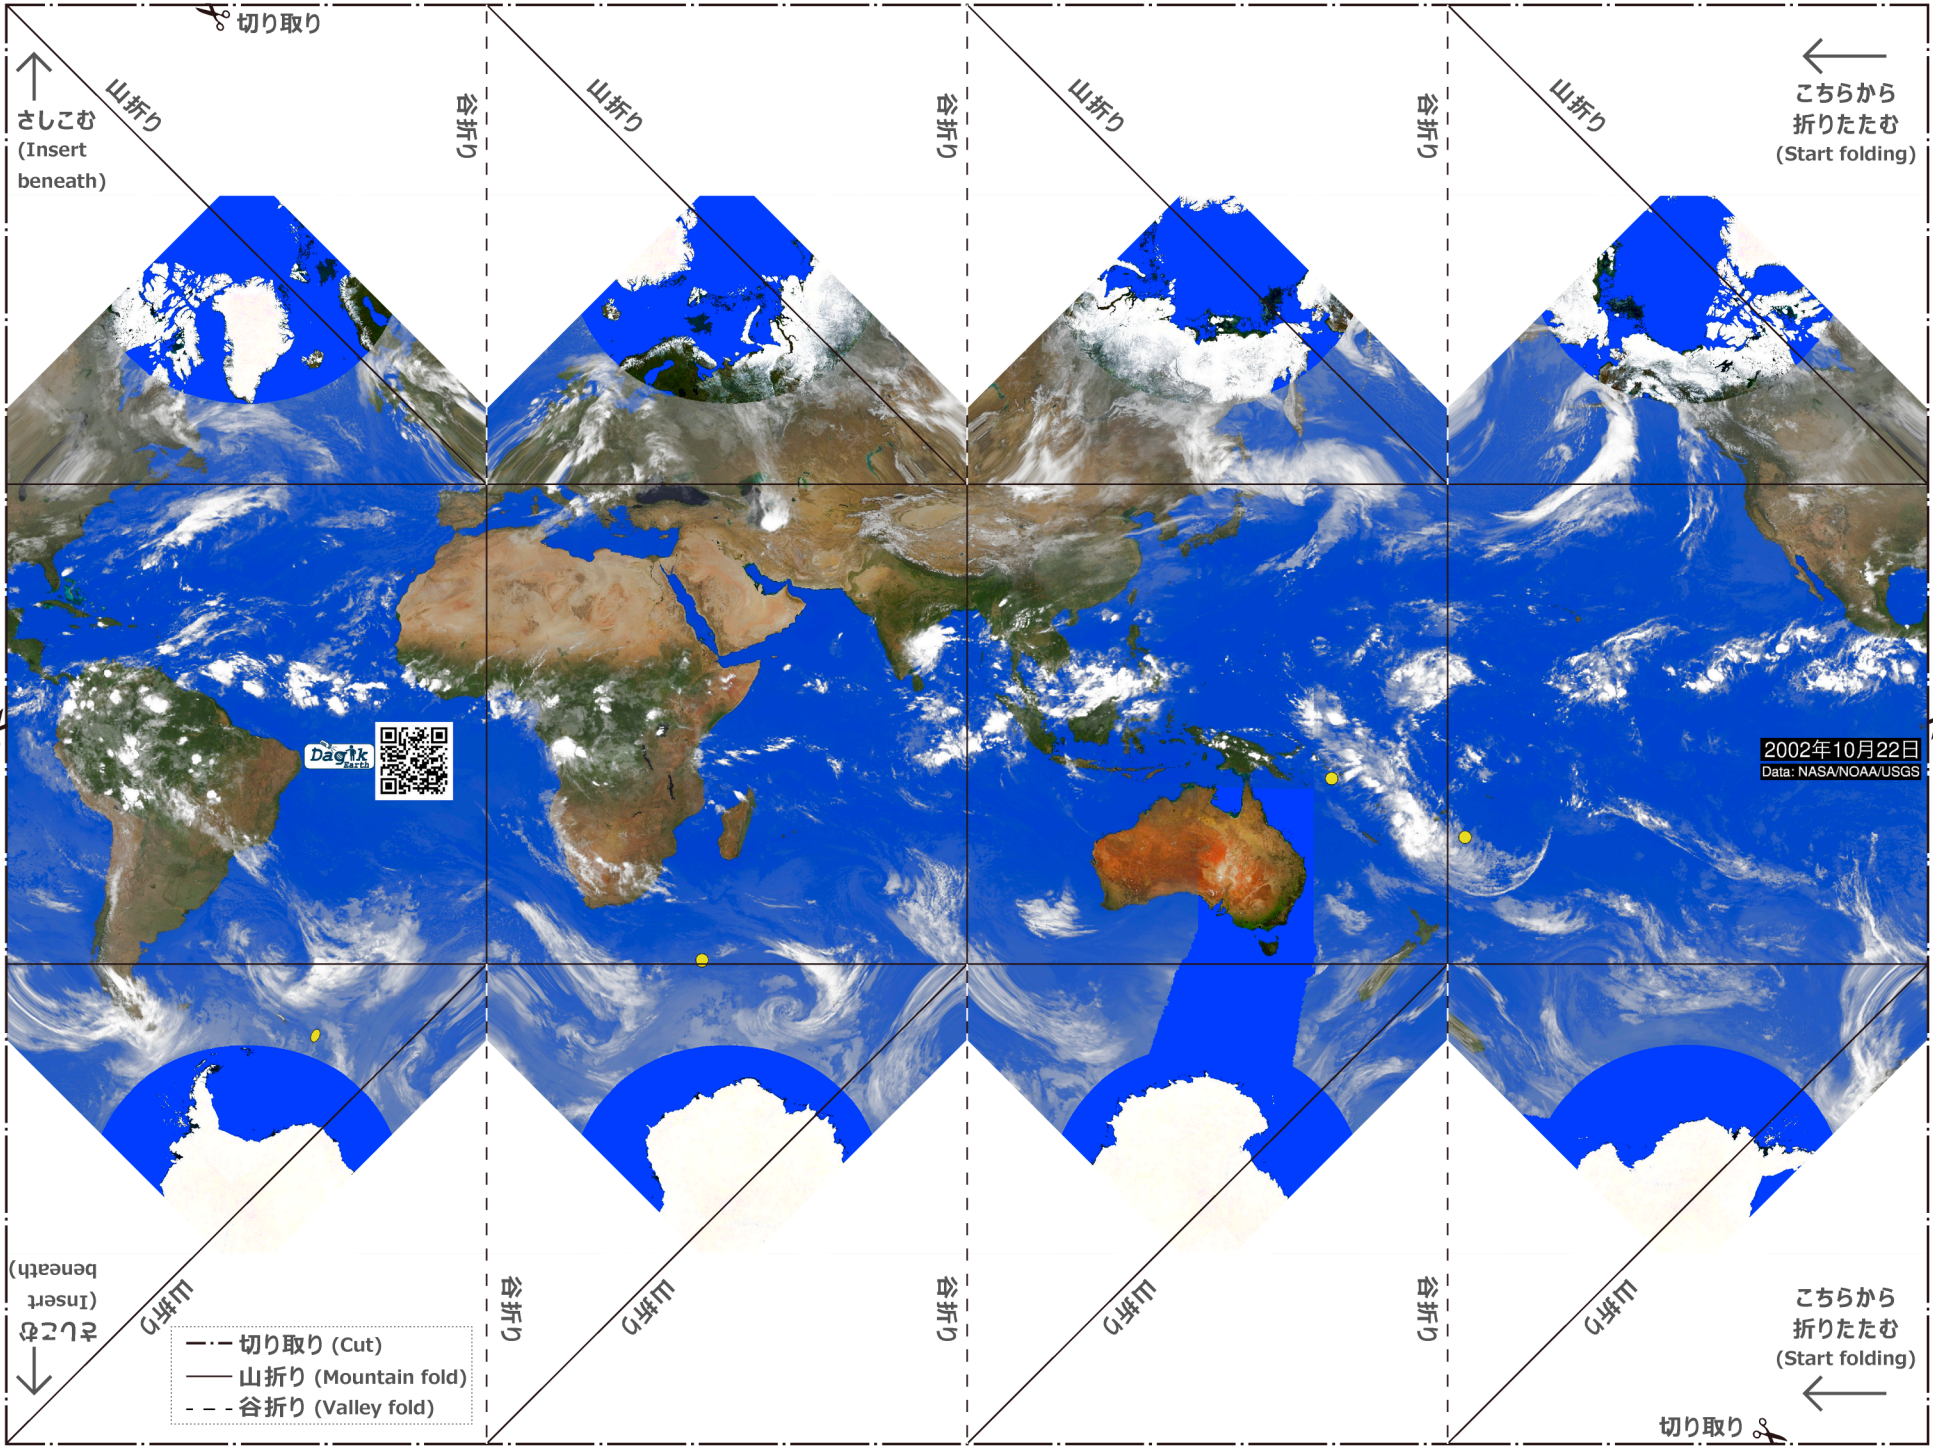 切り取り
山折り
谷折り
山折り
谷折り
山折り
谷折り
山折り
さしこむ
(Insert
beneath)
こちらから
折りたたむ
(Start folding)
Dagik
Earth
2002年10月22日
Data: NASA/NOAA/USGS
さしこむ
(Insert
beneath)
山折り
谷折り
山折り
谷折り
山折り
谷折り
山折り
こちらから
折りたたむ
(Start folding)
切り取り (Cut)
山折り (Mountain fold)
谷折り (Valley fold)
切り取り